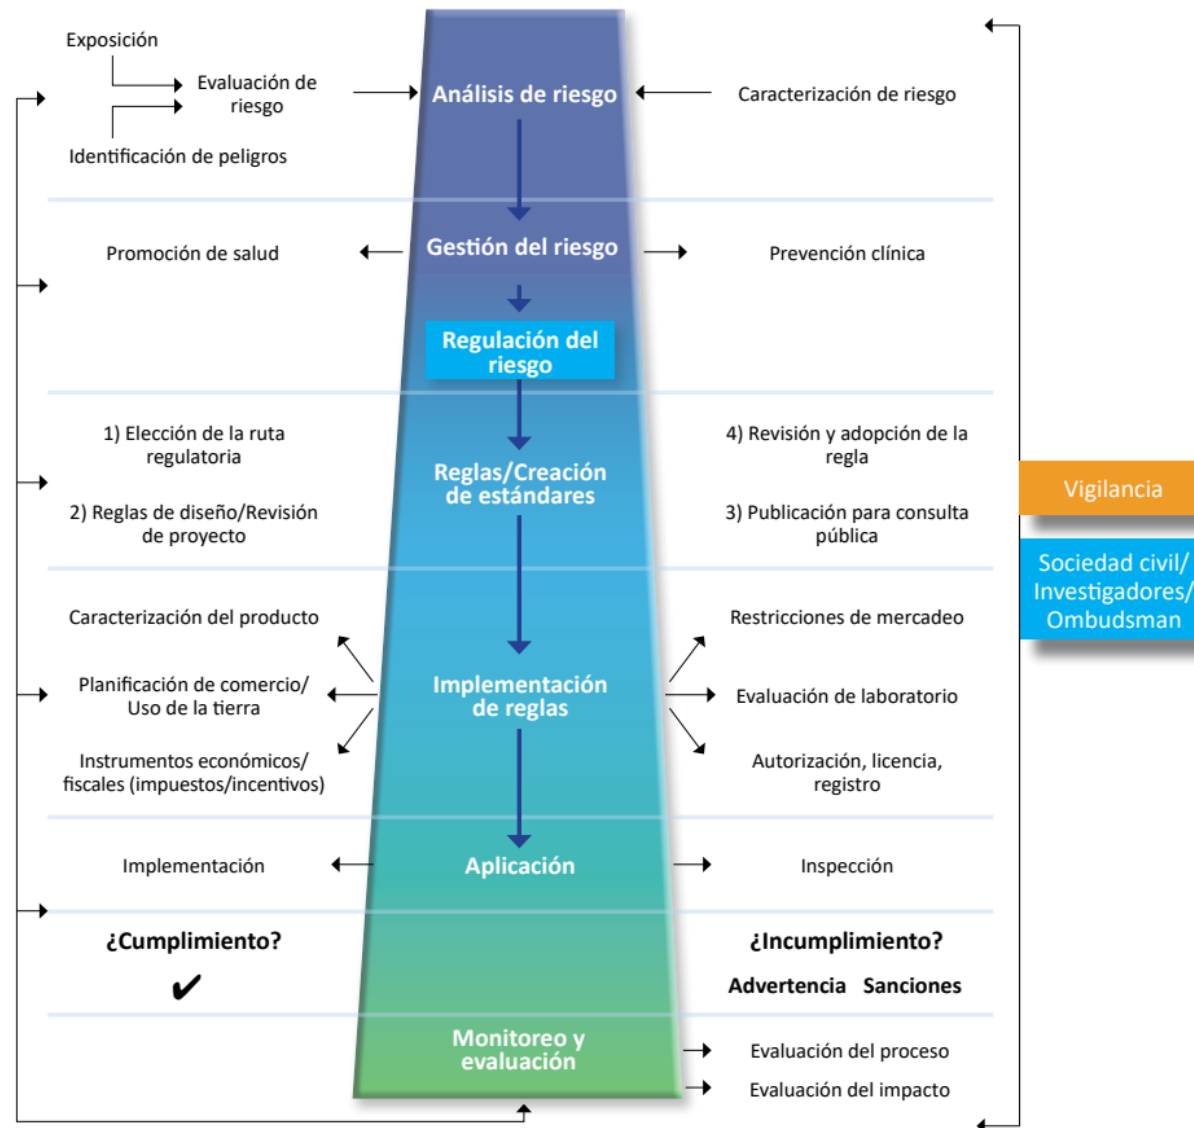 Exposición
Evaluación de
riesgo
Identificación de peligros
Análisis de riesgo
Caracterización de riesgo
Promoción de salud
Gestión del riesgo
Prevención clínica
Regulación del
riesgo
1) Elección de la ruta
regulatoria
2) Reglas de diseño/Revisión
de proyecto
Reglas/Creación
de estándares
4) Revisión y adopción de la
regla
3) Publicación para consulta
pública
Caracterización del producto
Planificación de comercio/
Uso de la tierra
Instrumentos económicos/
fiscales (impuestos/incentivos)
Implementación
de reglas
Restricciones de mercadeo
Evaluación de laboratorio
Autorización, licencia,
registro
Implementación
Aplicación
Inspección
¿Cumplimiento?
✔
¿Incumplimiento?
Advertencia Sanciones
Monitoreo y
evaluación
Evaluación del proceso
Evaluación del impacto
Vigilancia
Sociedad civil/
Investigadores/
Ombudsman